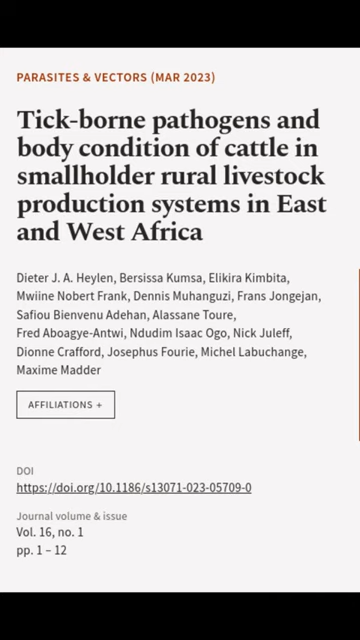 PARASITES & VECTORS (MAR 2023)
Tick-borne pathogens and
body condition of cattle in
smallholder rural livestock
production systems in East
and West Africa
Dieter J. A. Heylen, Bersissa Kumsa, Elikira Kimbita,
Mwiine Nobert Frank, Dennis Muhanguzi, Frans Jongejan,
Safiou Bienvenu Adehan, Alassane Toure,
Fred Aboagye-Antwi, Ndudim Isaac Ogo, Nick Juleff,
Dionne Crafford, Josephus Fourie, Michel Labuchange,
Maxime Madder
AFFILIATIONS +
DOI
https://doi.org/10.1186/s13071-023-05709-0
Journal volume & issue
Vol. 16, no. 1
pp. 1 – 12